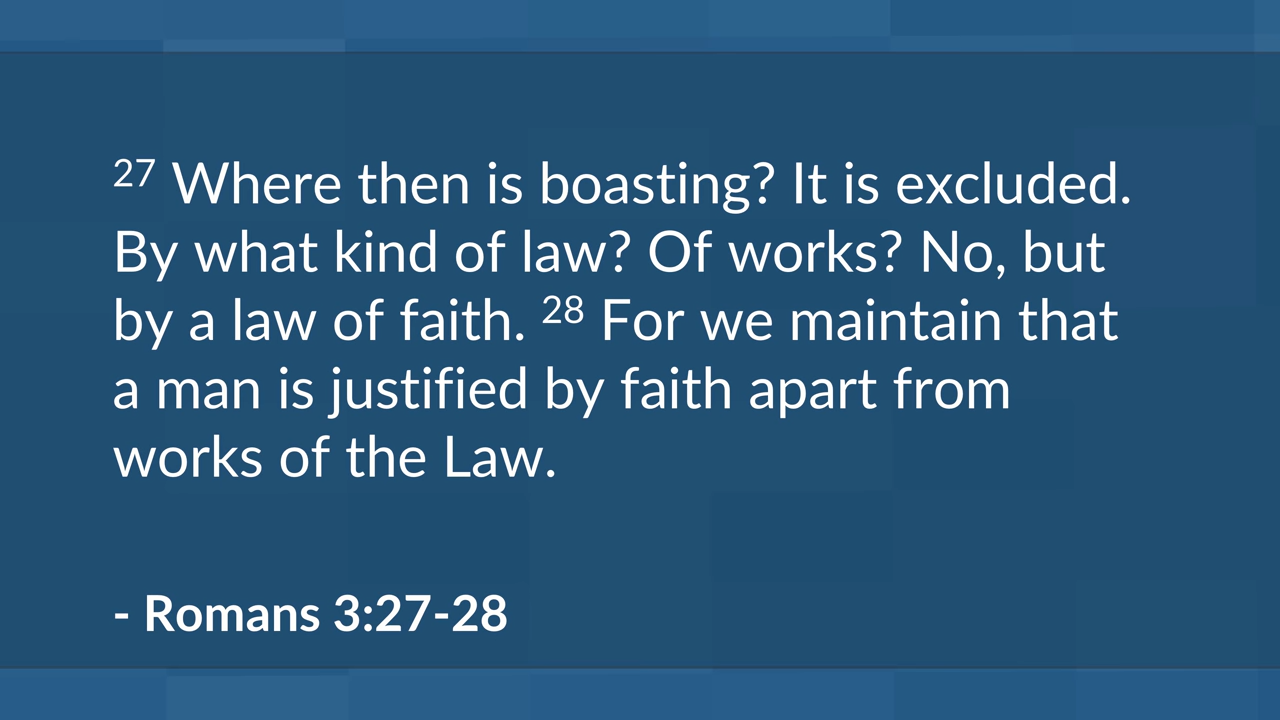 27 Where then is boasting? It is excluded.
By what kind of law? Of works? No, but
by a law of faith. 28 For we maintain that
a man is justified by faith apart from
works of the Law.
- Romans 3:27-28